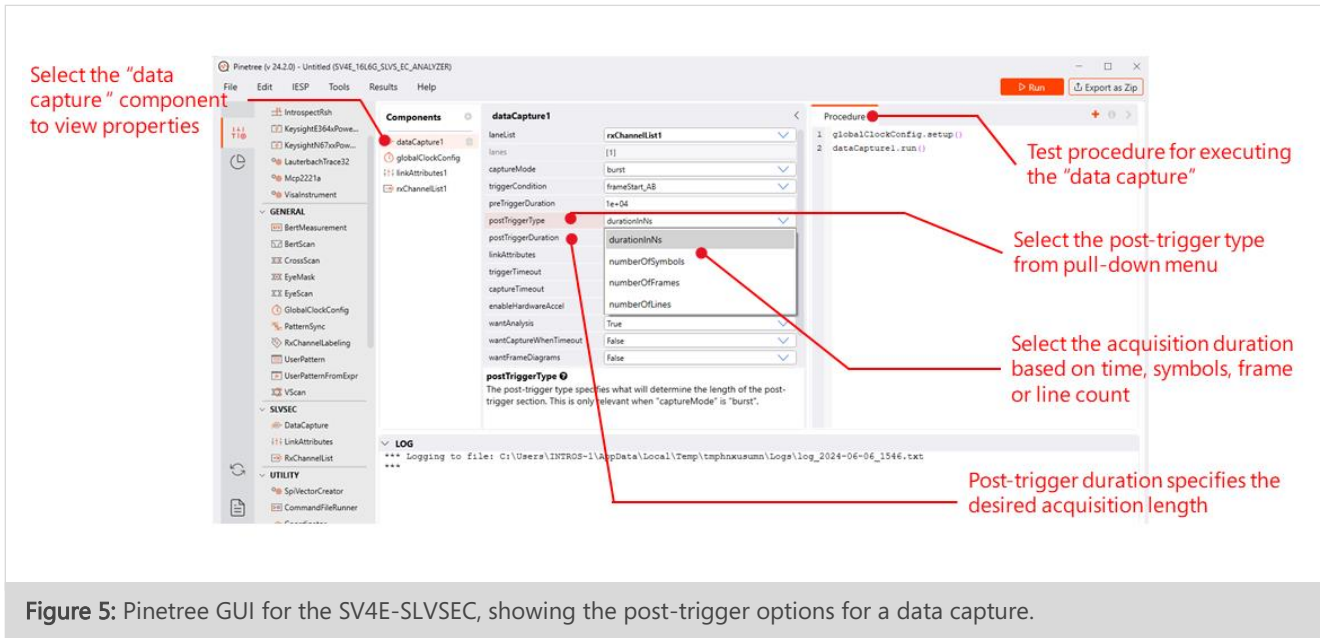 Pinetree (v 24.2.0) - Untitled (SV4E_16L6G_SLVS_EC_ANALYZER)
File Edit IESP Tools Results Help
Run
Export as Zip
Select the "data
capture " component
to view properties
IntrospectRsh
KeysightE364xPowe...
KeysightN67xxPow...
LauterbachTrace32
Mcp2221a
VisaInstrument
GENERAL
BertMeasurement
BertScan
CrossScan
EyeMask
EyeScan
GlobalClockConfig
PatternSync
RxChannelLabeling
UserPattern
UserPatternFromExpr
VScan
SLVSEC
DataCapture
LinkAttributes
RxChannelList
UTILITY
SpiVectorCreator
CommandFileRunner
Components
dataCapture1
globalClockConfig
linkAttributes1
rxChannelList1
dataCapture1
laneList rxChannelList1
lanes [1]
captureMode burst
triggerCondition frameStart_AB
preTriggerDuration 1e+04
postTriggerType durationInNs
postTriggerDuration durationInNs
linkAttributes numberOfSymbols
triggerTimeout
captureTimeout numberOfFrames
enableHardwareAccel numberOfLines
wantAnalysis True
wantCaptureWhenTimeout False
wantFrameDiagrams False
postTriggerType
The post-trigger type specifies what will determine the length of the post-
trigger section. This is only relevant when "captureMode" is "burst".
Procedure
1 globalClockConfig.setup()
2 dataCapture1.run()
LOG
*** Logging to file: C:\Users\INTROS~1\AppData\Local\Temp\tmphnxusumn\Logs\log_2024-06-06_1546.txt
***
Test procedure for executing
the "data capture"
Select the post-trigger type
from pull-down menu
Select the acquisition duration
based on time, symbols, frame
or line count
Post-trigger duration specifies the
desired acquisition length
Figure 5: Pinetree GUI for the SV4E-SLVSEC, showing the post-trigger options for a data capture.